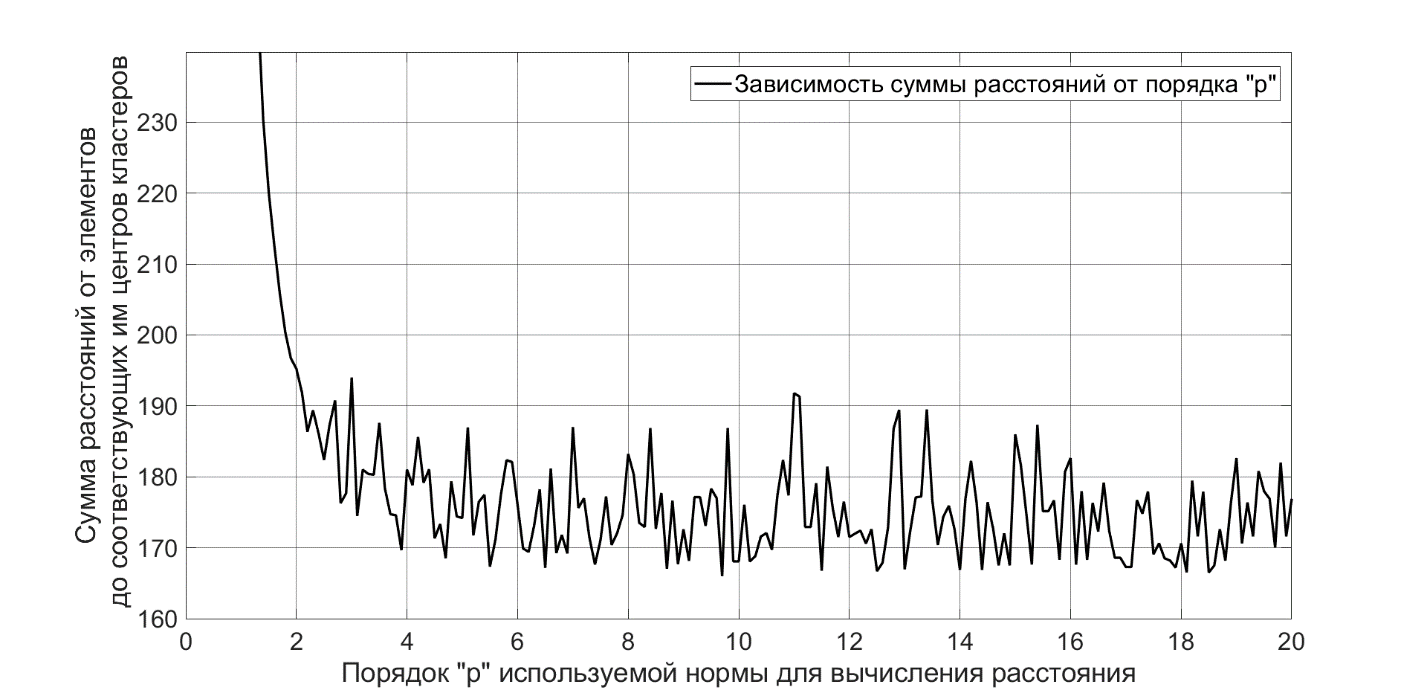 Зависимость суммы расстояний от порядка "p"
Сумма расстояний от элементов
до соответствующих им центров кластеров
230
220
210
200
190
180
170
160
0 2 4 6 8 10 12 14 16 18 20
Порядок "p" используемой нормы для вычисления расстояния